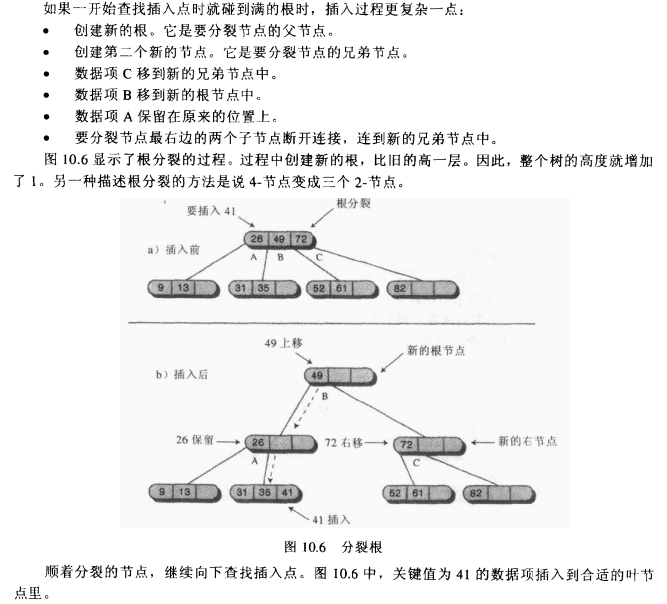 如果一开始查找插入点时就碰到满的根时，插入过程更复杂一点：
• 创建新的根。它是要分裂节点的父节点。
• 创建第二个新的节点。它是要分裂节点的兄弟节点。
• 数据项 C 移到新的兄弟节点中。
• 数据项 B 移到新的根节点中。
• 数据项 A 保留在原来的位置上。
• 要分裂节点最右边的两个子节点断开连接，连到新的兄弟节点中。
图 10.6 显示了根分裂的过程。过程中创建新的根，比旧的高一层。因此，整个树的高度就增加
了 1。另一种描述根分裂的方法是说 4-节点变成三个 2-节点。
要插入 41
根分裂
26 49 72
a）插入前
A B C
9 13
31 35
52 61
82
49 上移
新的根节点
b）插入后
49
B
26 保留
26
72 右移
72
新的右节点
A
C
9 13
31 35 41
52 61
82
41 插入
图 10.6 分裂根
顺着分裂的节点，继续向下查找插入点。图 10.6 中，关键值为 41 的数据项插入到合适的叶节
点里。